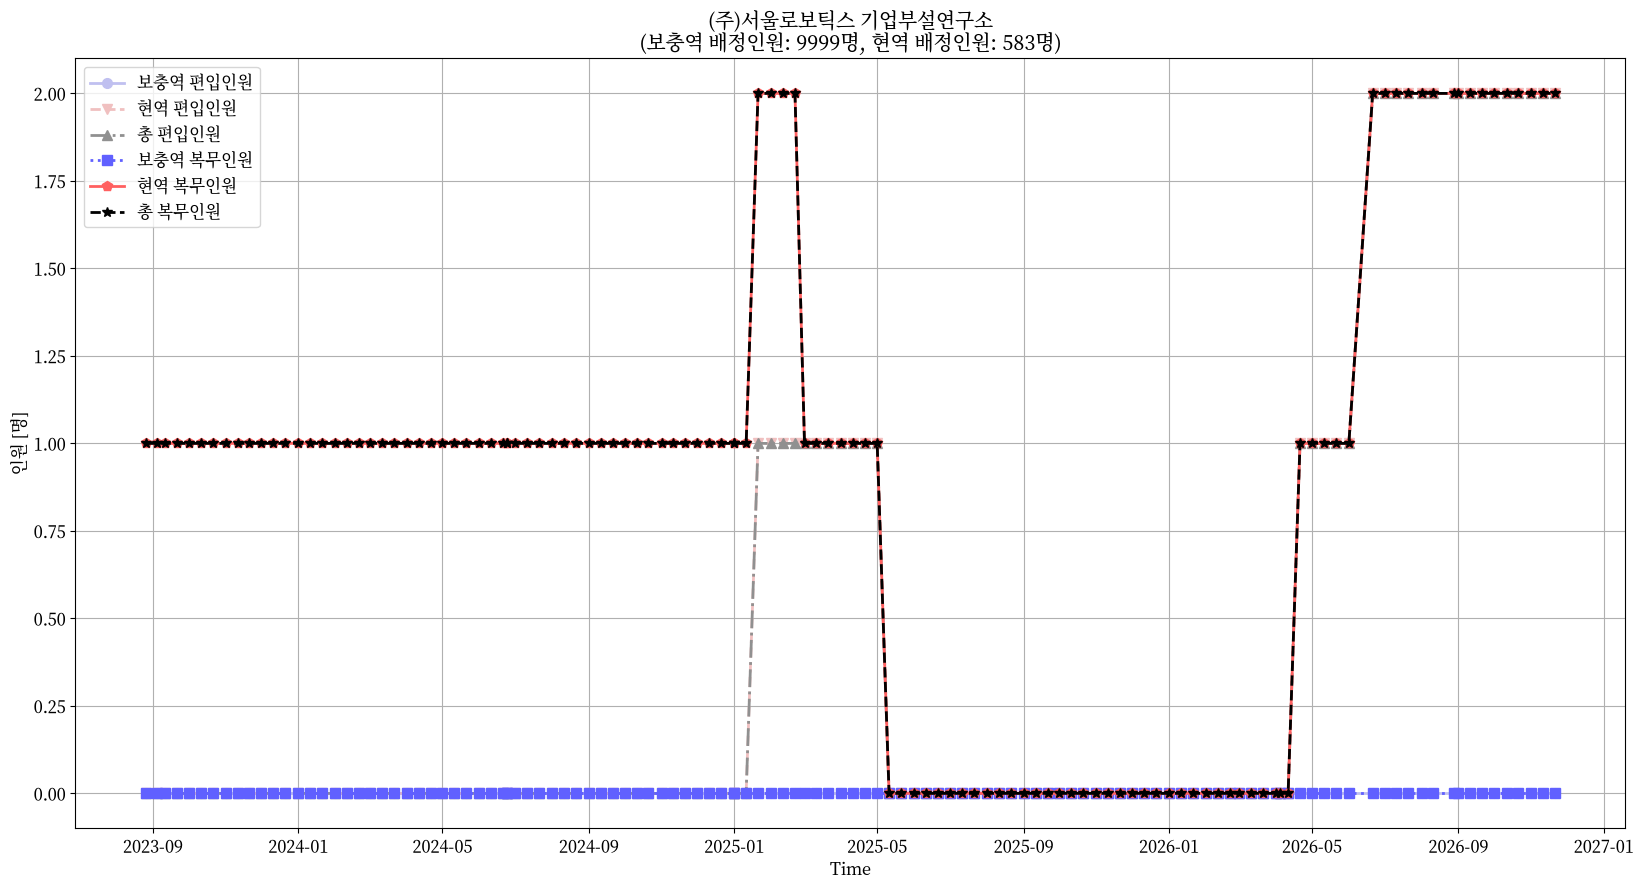 (주)서울로보틱스 기업부설연구소
(보충역 배정인원: 9999명, 현역 배정인원: 583명)
보충역 편입인원
현역 편입인원
총 편입인원
보충역 복무인원
현역 복무인원
총 복무인원
2.00
1.75
1.50
1.25
1.00
0.75
0.50
0.25
0.00
인원 [명]
2023-09 2024-01 2024-05 2024-09 2025-01 2025-05 2025-09 2026-01 2026-05 2026-09 2027-01
Time